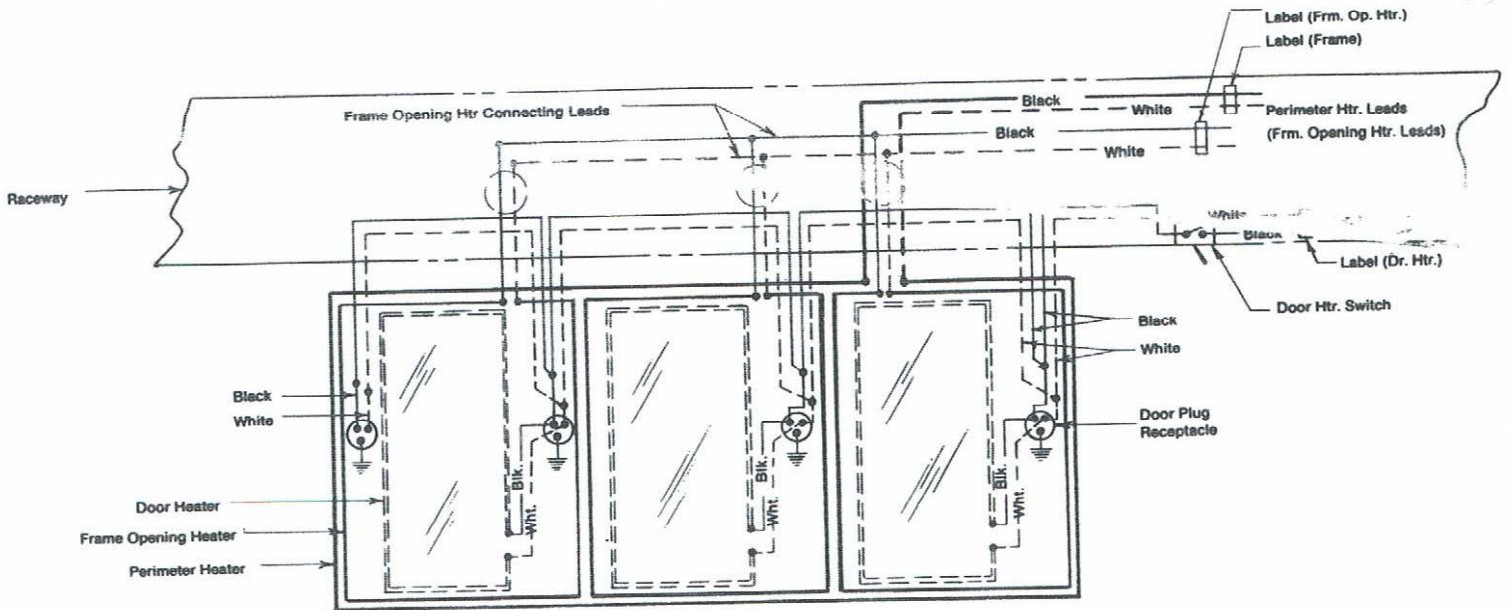 Label (Frm. Op. Htr.)
Label (Frame)
Frame Opening Htr Connecting Leads
Black
White
Perimeter Htr. Leads
Black
(Frm. Opening Htr. Leads)
White
Raceway
White
Black
Label (Dr. Htr.)
Door Htr. Switch
Black
White
Black
White
Door Plug
Receptacle
Blk.
Wht.
Blk.
Wht.
Blk.
Wht.
Door Heater
Frame Opening Heater
Perimeter Heater